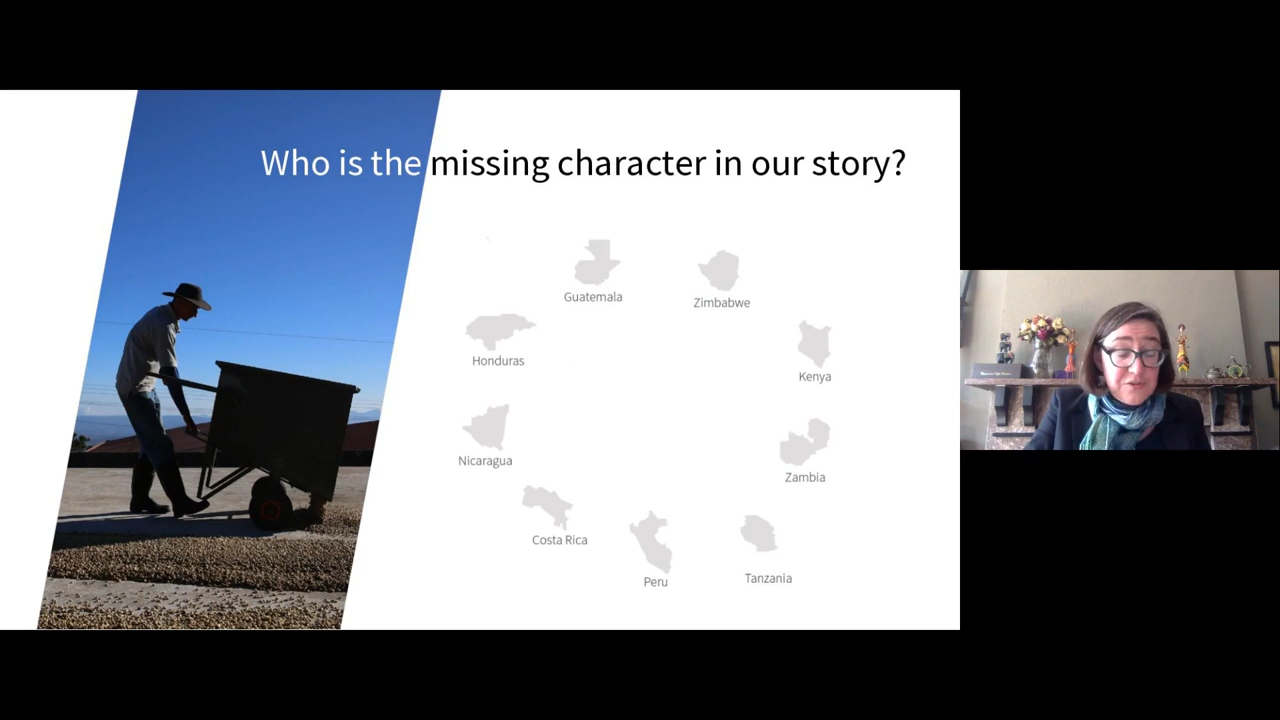 Who is the missing character in our story?
Guatemala
Zimbabwe
Honduras
Kenya
Nicaragua
Zambia
Costa Rica
Peru
Tanzania